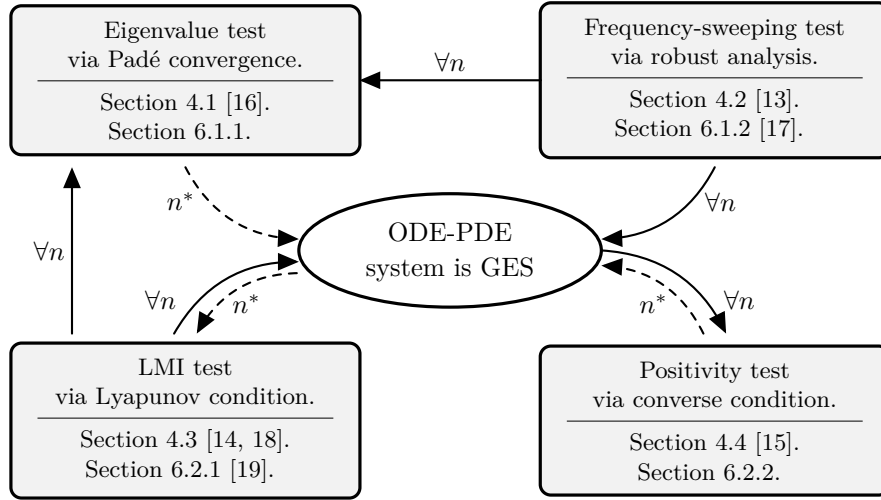 Eigenvalue test
via Padé convergence.
Section 4.1 [16].
Section 6.1.1.
∀n
Frequency-sweeping test
via robust analysis.
Section 4.2 [13].
Section 6.1.2 [17].
n*
∀n
ODE-PDE
system is GES
∀n
∀n
n*
n*
∀n
LMI test
via Lyapunov condition.
Section 4.3 [14, 18].
Section 6.2.1 [19].
Positivity test
via converse condition.
Section 4.4 [15].
Section 6.2.2.